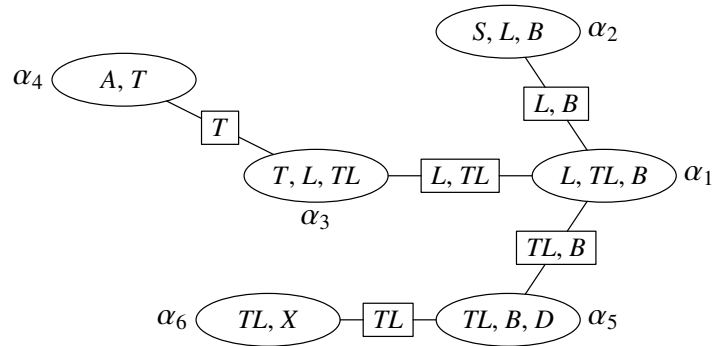 S, L, B α₂
α₄ A, T
L, B
T
T, L, TL L, TL L, TL, B α₁
α₃
TL, B
α₆ TL, X TL TL, B, D α₅